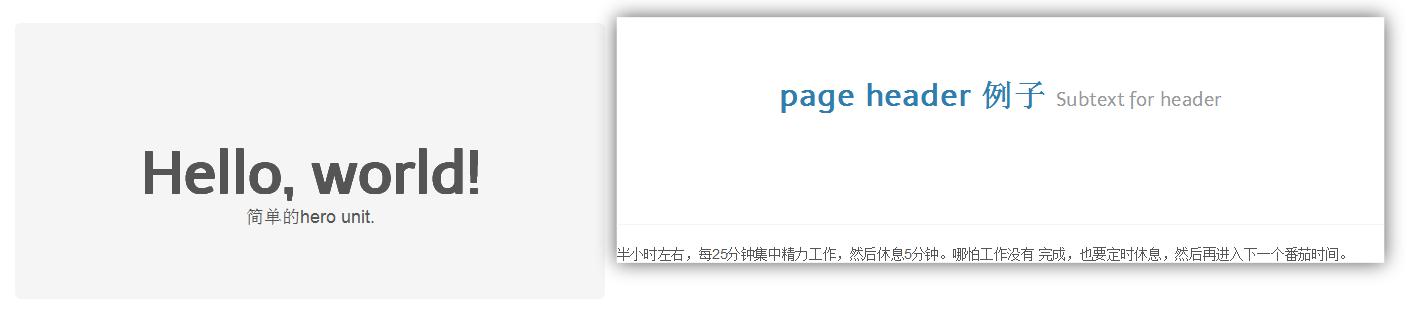 Hello, world!
简单的hero unit.
page header 例子 Subtext for header
半小时左右，每25分钟集中精力工作，然后休息5分钟。哪怕工作没有 完成，也要定时休息，然后再进入下一个番茄时间。